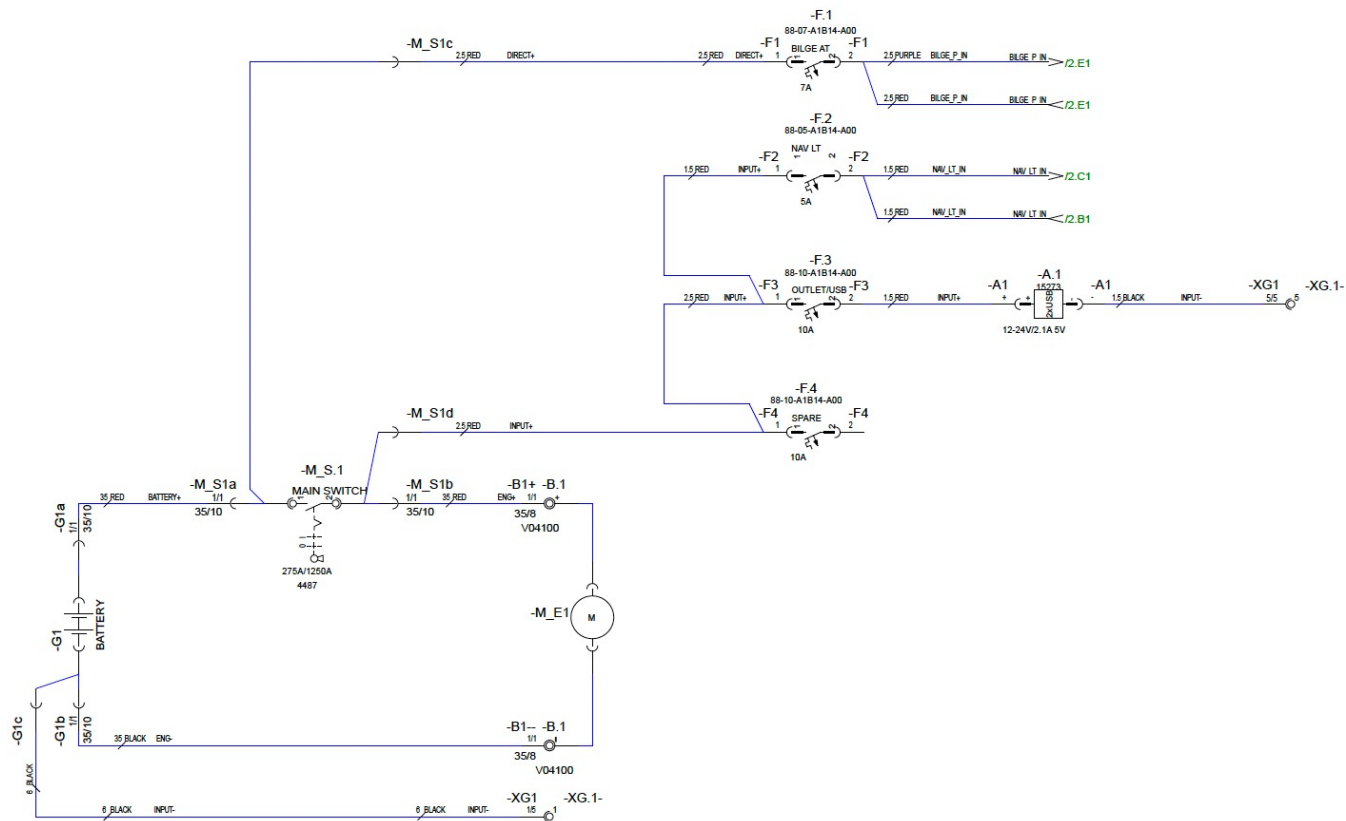 -F.1
88-07-A1B14-A00
-M_S1c
-F1
BILGE AT
-F1
2.5 RED
DIRECT+
2.5 RED
DIRECT+
1
1
2
2
2.5 PURPLE
BILGE_P_IN
BILGE P IN
/2.E1
7A
2.5 RED
BILGE_P_IN
BILGE P IN
/2.E1
-F.2
88-05-A1B14-A00
-F2
NAV LT
-F2
1.5 RED
INPUT+
1
1
2
2
1.5 RED
NAV_LT_IN
NAV LT IN
/2.C1
5A
1.5 RED
NAV_LT_IN
NAV LT IN
/2.B1
-F.3
88-10-A1B14-A00
-F3
OUTLET/USB
-F3
-A1
-A.1
15273
-A1
-XG1
-XG.1-
2.5 RED
INPUT+
1
1
2
2
1.5 RED
INPUT+
+
+
2xUSB
-
-
1.5 BLACK
INPUT-
5/5
5
10A
12-24V/2.1A 5V
-F.4
88-10-A1B14-A00
-M_S1d
-F4
SPARE
-F4
2.5 RED
INPUT+
1
1
2
2
10A
-M_S.1
-M_S1a
MAIN SWITCH
-M_S1b
-B1+
-B.1
35 RED
BATTERY+
1/1
1
2
1/1
35 RED
ENG+
1/1
+
35/10
35/10
35/8
V04100
-G1a
1/1
35/10
0
1
275A/1250A
4487
-G1
BATTERY
-M_E1
M
-G1c
-G1b
1/1
35/10
-B1--
-B.1
35 BLACK
ENG-
1/1
-
35/8
V04100
6 BLACK
-XG1
-XG.1-
6 BLACK
INPUT-
6 BLACK
INPUT-
1/5
1